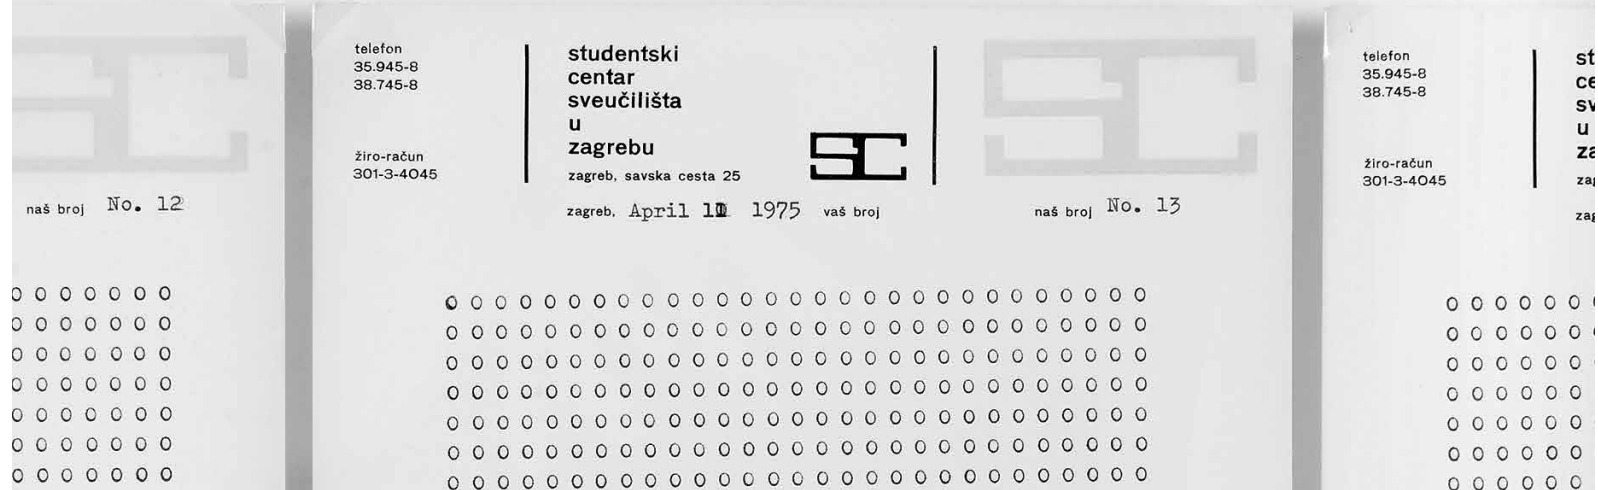 naš broj No. 12
O O O O O O O
O O O O O O O
O O O O O O O
O O O O O O O
O O O O O O O
O O O O O O O
O O O O O O O
telefon
35.945-8
38.745-8
žiro-račun
301-3-4045
studentski
centar
sveučilišta
u
zagrebu
zagreb, savska cesta 25
SC
SC
zagreb, April 1975 vaš broj
naš broj No. 13
O O O O O O O O O O O O O O O O O O O O O O O O O O O O O
O O O O O O O O O O O O O O O O O O O O O O O O O O O O O
O O O O O O O O O O O O O O O O O O O O O O O O O O O O O
O O O O O O O O O O O O O O O O O O O O O O O O O O O O O
O O O O O O O O O O O O O O O O O O O O O O O O O O O O O
O O O O O O O O O O O O O O O O O O O O O O O O O O O O O
O O O O O O O O O O O O O O O O O O O O O O O O O O O O O
telefon
35.945-8
38.745-8
žiro-račun
301-3-4045
u
O O O O O O
O O O O O O
O O O O O O
O O O O O O
O O O O O O
O O O O O O
O O O O O O